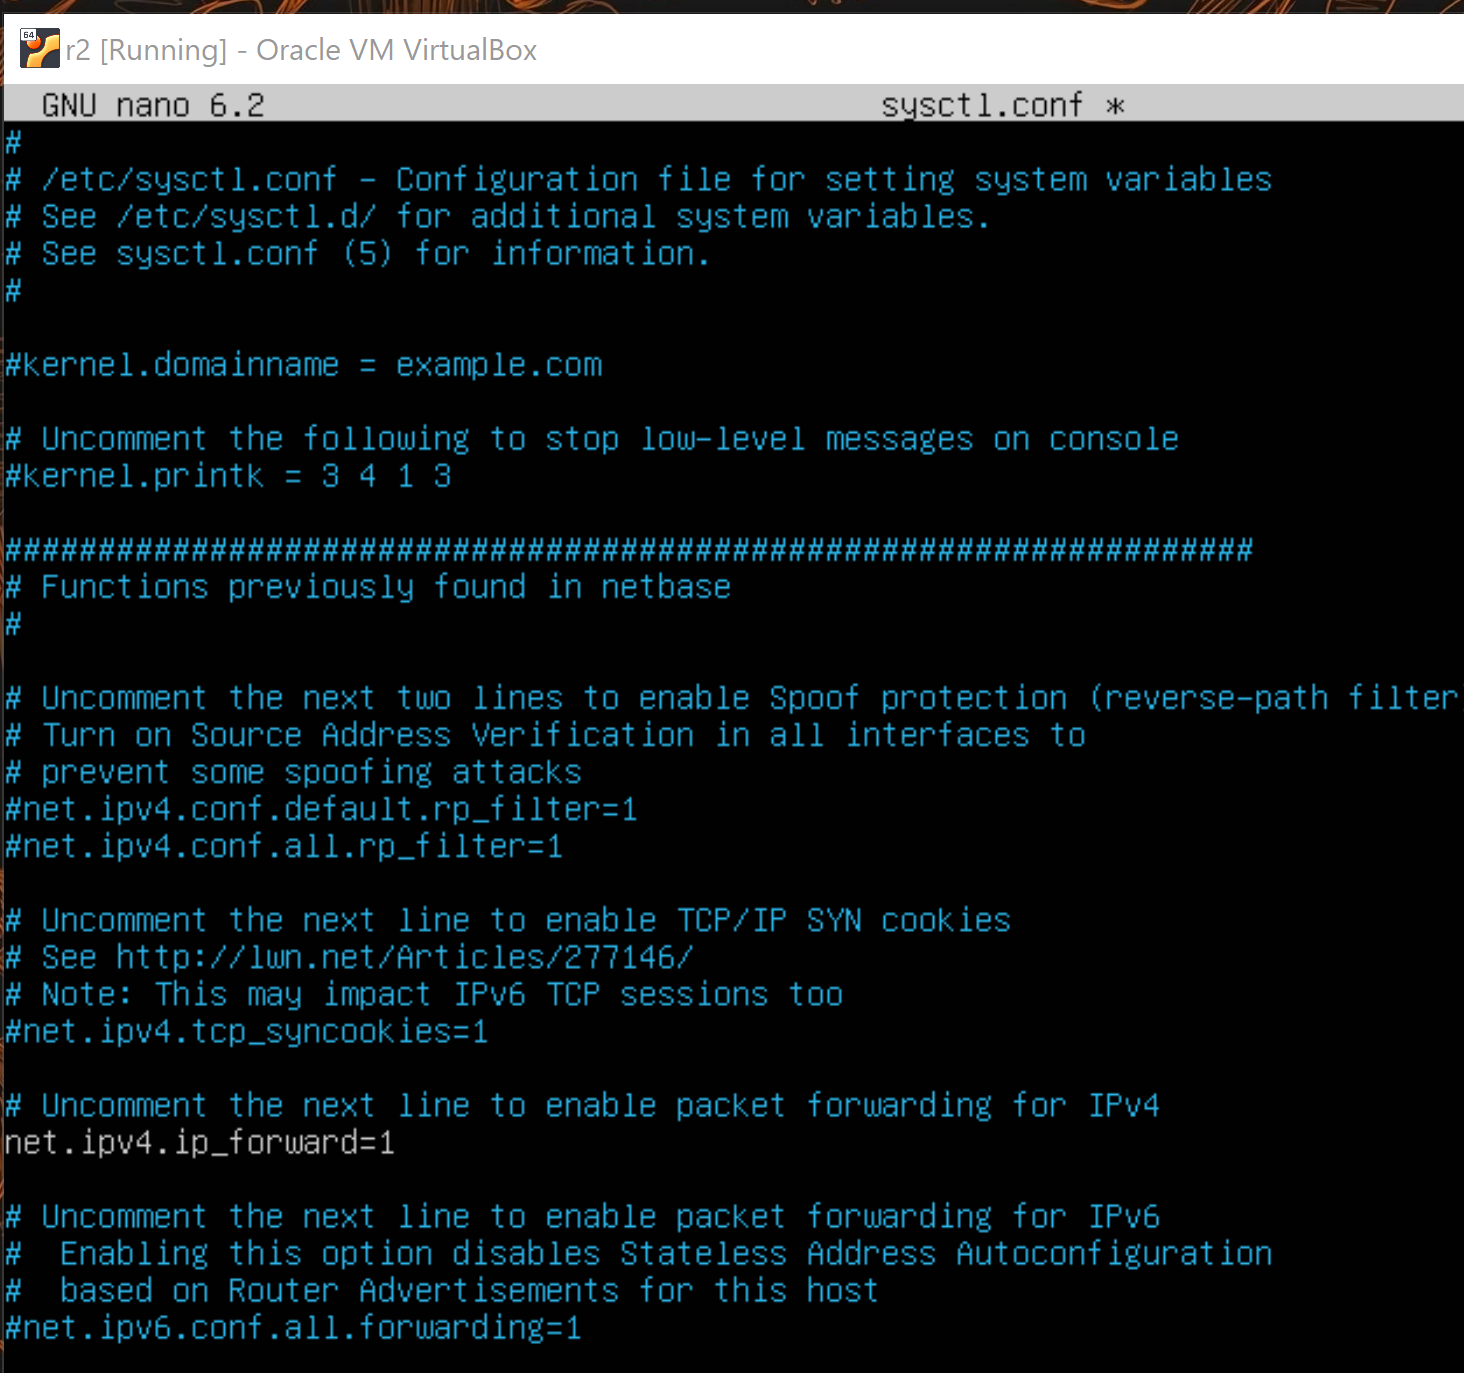 64
r2 [Running] - Oracle VM VirtualBox
GNU nano 6.2 sysctl.conf *
#
# /etc/sysctl.conf - Configuration file for setting system variables
# See /etc/sysctl.d/ for additional system variables.
# See sysctl.conf (5) for information.
#
#kernel.domainname = example.com
# Uncomment the following to stop low-level messages on console
#kernel.printk = 3 4 1 3
###################################################################
# Functions previously found in netbase
#
# Uncomment the next two lines to enable Spoof protection (reverse-path filter
# Turn on Source Address Verification in all interfaces to
# prevent some spoofing attacks
#net.ipv4.conf.default.rp_filter=1
#net.ipv4.conf.all.rp_filter=1
# Uncomment the next line to enable TCP/IP SYN cookies
# See http://lwn.net/Articles/277146/
# Note: This may impact IPv6 TCP sessions too
#net.ipv4.tcp_syncookies=1
# Uncomment the next line to enable packet forwarding for IPv4
net.ipv4.ip_forward=1
# Uncomment the next line to enable packet forwarding for IPv6
#  Enabling this option disables Stateless Address Autoconfiguration
#  based on Router Advertisements for this host
#net.ipv6.conf.all.forwarding=1